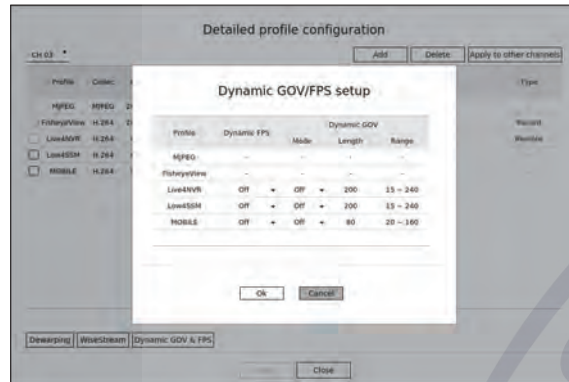 Detailed profile configuration
CH 03
Add Delete Apply to other channels
Profile Codec Type
MJPEG MJPEG
FisheyeView H.264 Record
Live4NVR H.264 Remote
Low4SSM H.264
MOBILE H.264
Dynamic GOV/FPS setup
Profile Dynamic FPS Dynamic GOV
Mode Length Range
MJPEG - - - -
FisheyeView - - - -
Live4NVR Off Off 200 15 ~ 240
Low4SSM Off Off 200 15 ~ 240
MOBILE Off Off 80 20 ~ 160
Ok Cancel
Dewarping WiseStream Dynamic GOV & FPS
Close